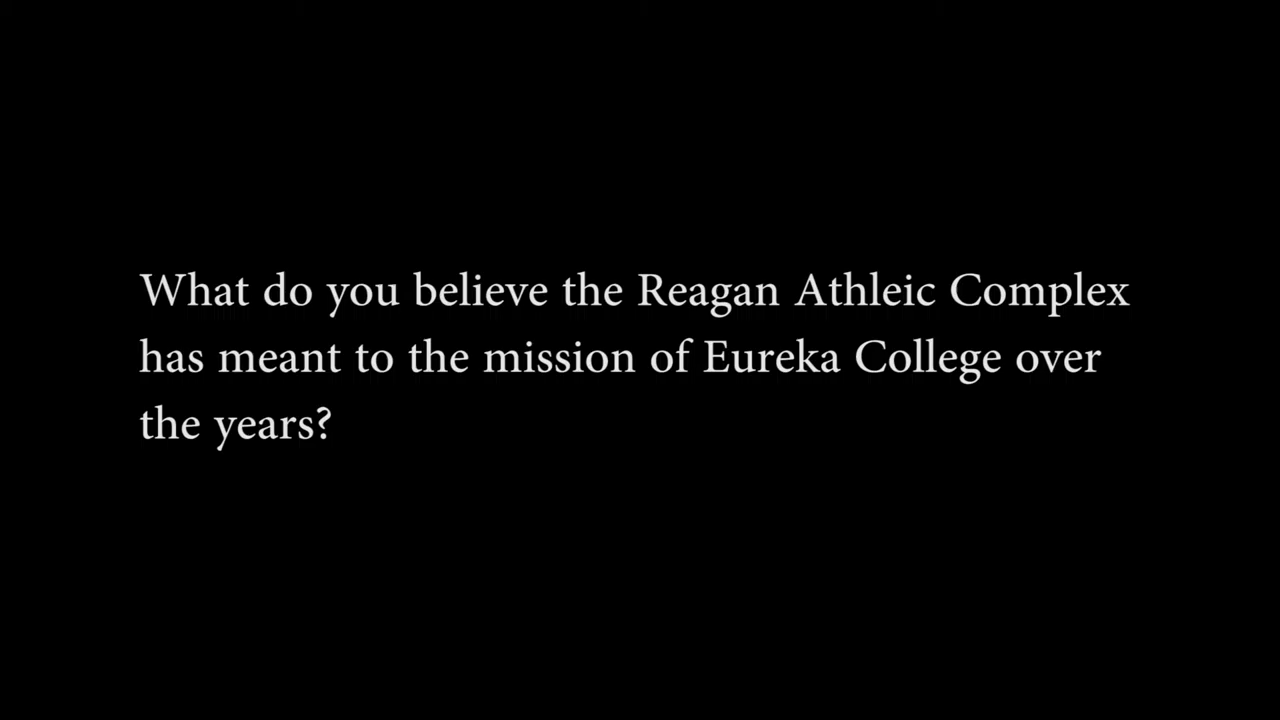 What do you believe the Reagan Athleic Complex
has meant to the mission of Eureka College over
the years?